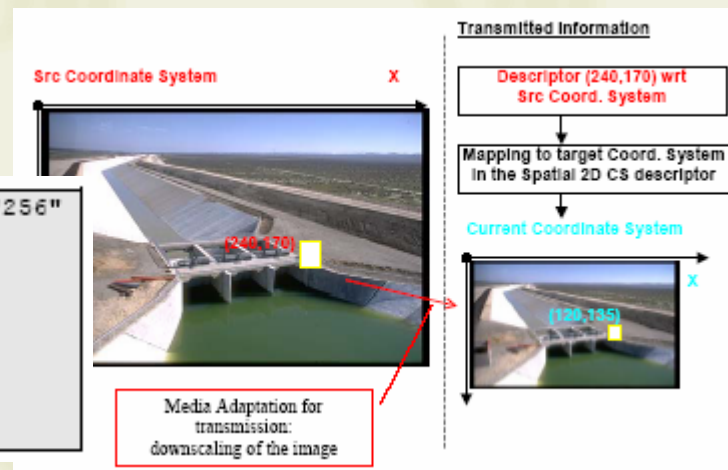 Transmitted Information
Src Coordinate System X
Descriptor (240,170) wrt
Src Coord. System
Mapping to target Coord. System
in the Spatial 2D CS descriptor
256"
(240,170)
Current Coordinate System
X
(120,135)
Media Adaptation for
transmission:
downscaling of the image